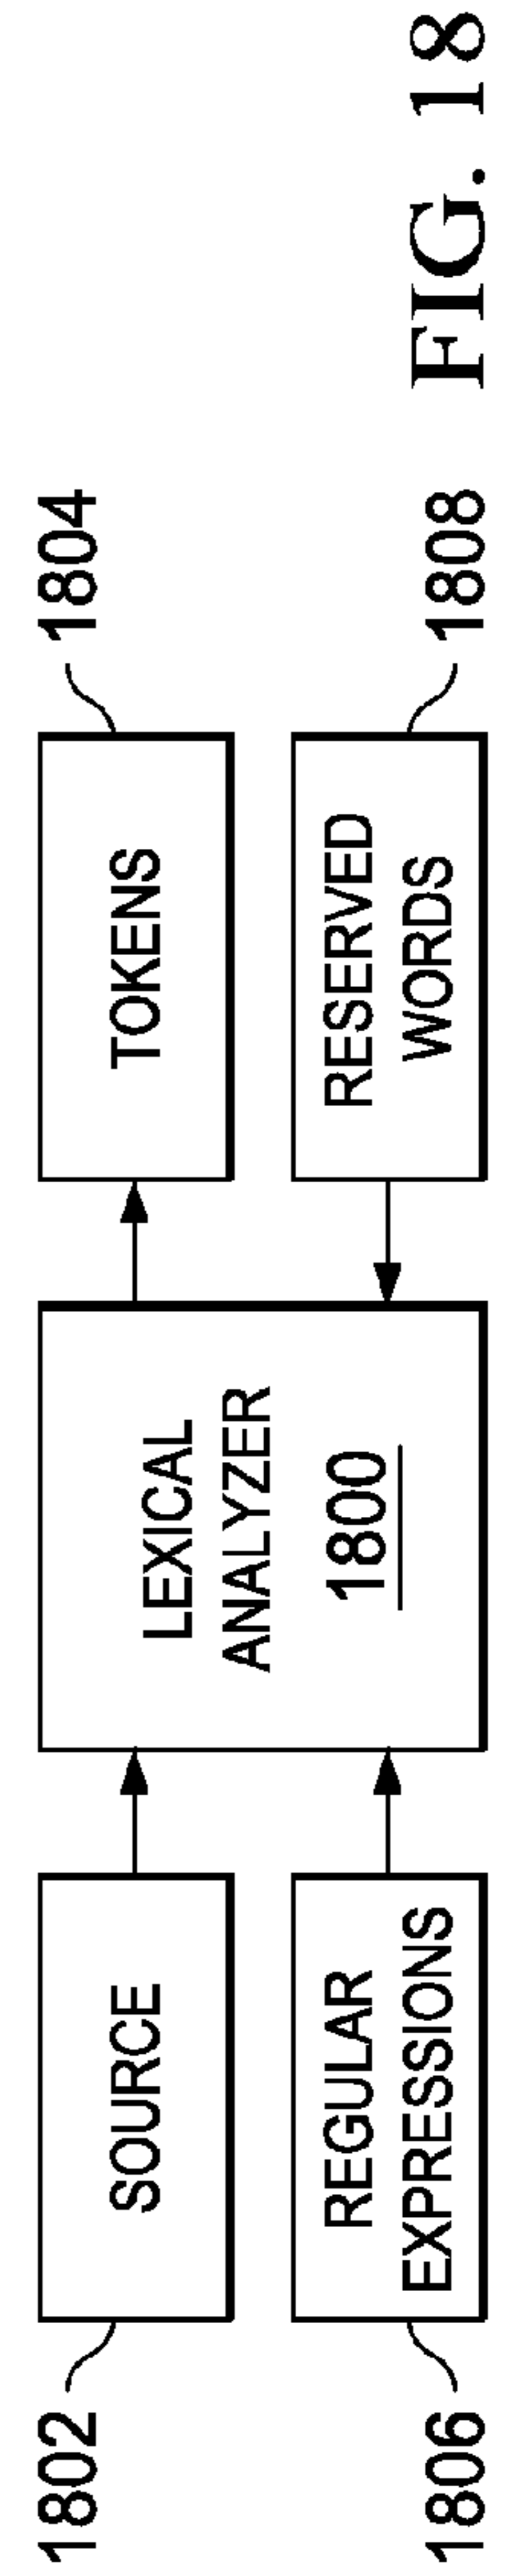 1802
SOURCE
LEXICAL
ANALYZER
1800
TOKENS
1804
1806
REGULAR
EXPRESSIONS
RESERVED
WORDS
1808
FIG. 18